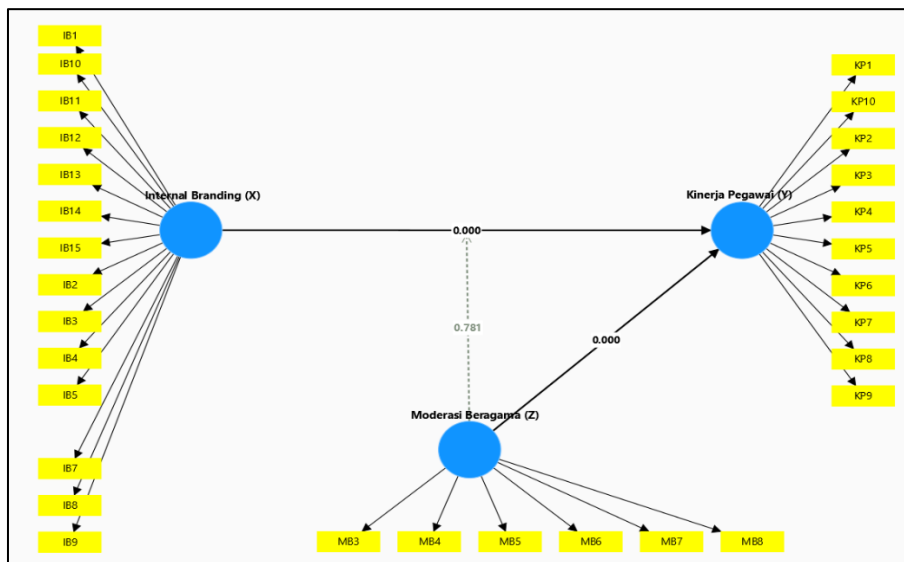 IB1
IB10
IB11
IB12
IB13
IB14
IB15
IB2
IB3
IB4
IB5
IB7
IB8
IB9
Internal Branding (X)
0.000
0.781
0.000
Moderasi Beragama (Z)
MB3
MB4
MB5
MB6
MB7
MB8
Kinerja Pegawai (Y)
KP1
KP10
KP2
KP3
KP4
KP5
KP6
KP7
KP8
KP9